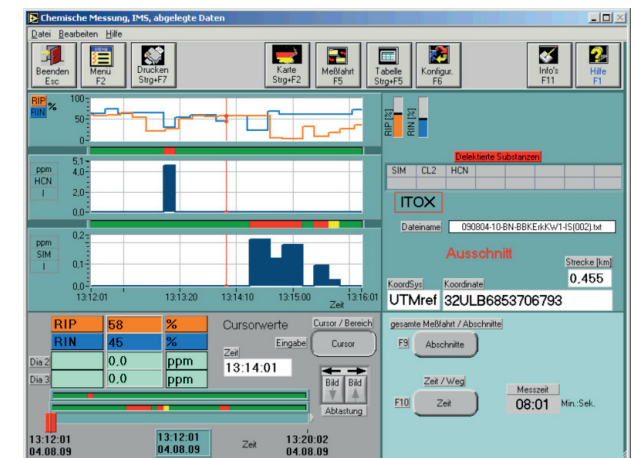 Chemische Messung, IMS, abgelegte Daten
Datei Bearbeiten Hilfe
Beenden Esc
Menu F2
Drucken Strg+F7
Karte Strg+F2
Meßfahrt F5
Tabelle Strg+F5
Konfigur. F6
Info's F11
Hilfe F1
RIP %
RIN
100
50
0
RIP [%]
RIN [%]
ppm
HCN
I
5,1
4,0
2,0
0,0
Detektierte Substanzen
SIM CL2 HCN
ITOX
Dateiname 090804-10-BN-BBKErkKW1-IS(002).txt
ppm
SIM
I
0,2
0,1
0,0
Ausschnitt
Strecke [km]
0,455
KoordSys Koordinate
UTMref 32ULB6853706793
13:12:01 13:13:20 13:14:10 13:15:00 13:16:01
Zeit
RIP 58 %
RIN 45 %
Dia 2 0,0 ppm
Dia 3 0,0 ppm
Cursorwerte
Cursor / Bereich
Eingabe Cursor
Zeit
13:14:01
Bild Bild
Abtastung
gesamte Meßfahrt / Abschnitte
F9 Abschnitte
Zeit / Weg
F10 Zeit
Messzeit
08:01 Min.:Sek.
13:12:01 13:12:01 Zeit 13:20:02
04.08.09 04.08.09 04.08.09